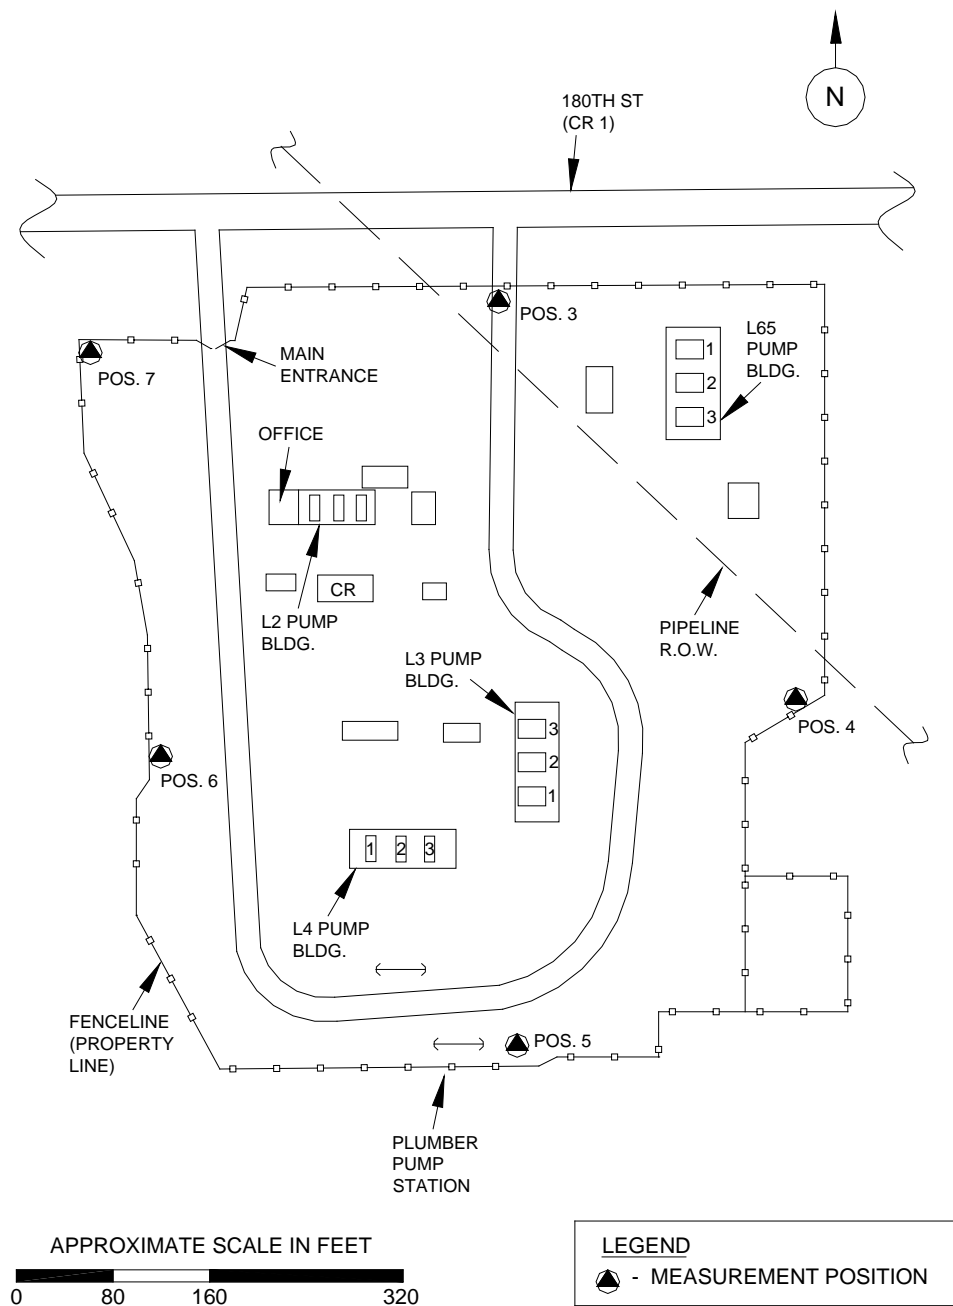 N
180TH ST
(CR 1)
POS. 3
L65
PUMP
BLDG.
1
2
3
MAIN
ENTRANCE
POS. 7
OFFICE
CR
L2 PUMP
BLDG.
PIPELINE
R.O.W.
L3 PUMP
BLDG.
POS. 4
3
2
1
POS. 6
1 2 3
L4 PUMP
BLDG.
FENCELINE
(PROPERTY
LINE)
POS. 5
PLUMBER
PUMP
STATION
APPROXIMATE SCALE IN FEET
0 80 160 320
LEGEND
- MEASUREMENT POSITION